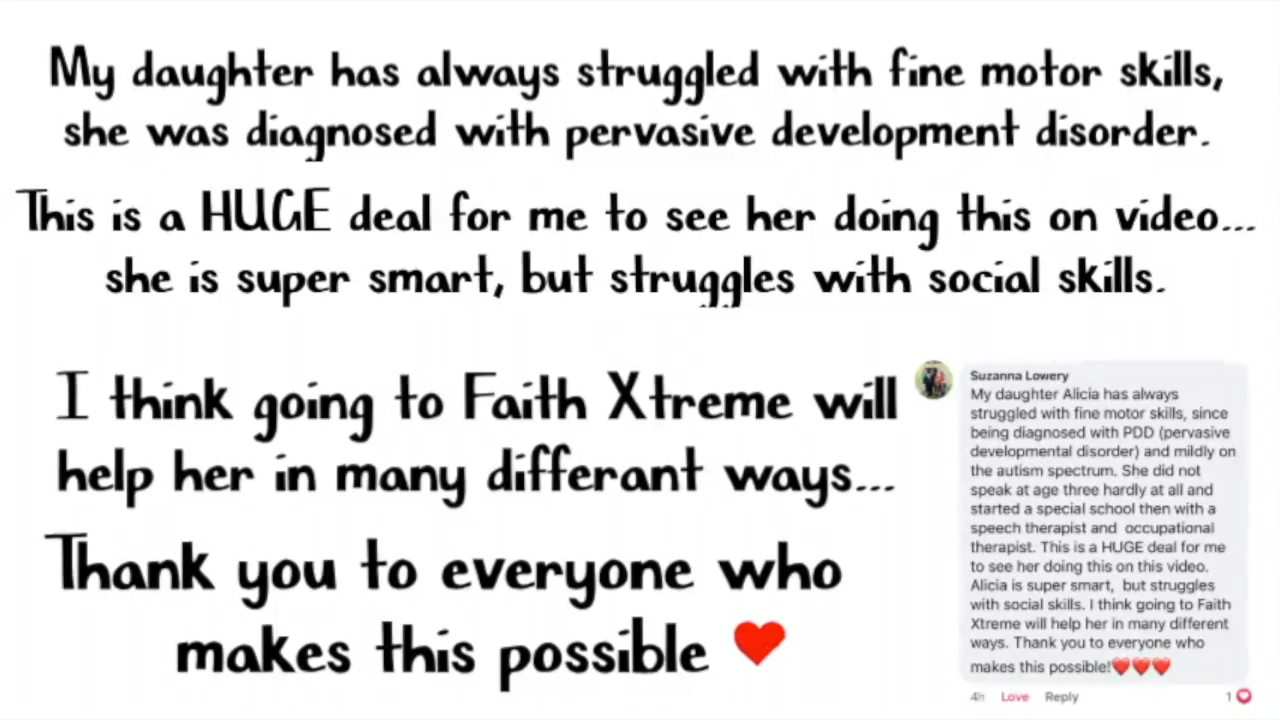 My daughter has always struggled with fine motor skills,
she was diagnosed with pervasive development disorder.
This is a HUGE deal for me to see her doing this on video...
she is super smart, but struggles with social skills.
I think going to Faith Xtreme will
help her in many differant ways...
Thank you to everyone who
makes this possible ❤
Suzanna Lowery
My daughter Alicia has always
struggled with fine motor skills, since
being diagnosed with PDD (pervasive
developmental disorder) and mildly on
the autism spectrum. She did not
speak at age three hardly at all and
started a special school then with a
speech therapist and occupational
therapist. This is a HUGE deal for me
to see her doing this on this video.
Alicia is super smart, but struggles
with social skills. I think going to Faith
Xtreme will help her in many different
ways. Thank you to everyone who
makes this possible!❤❤❤
4h Love Reply 1